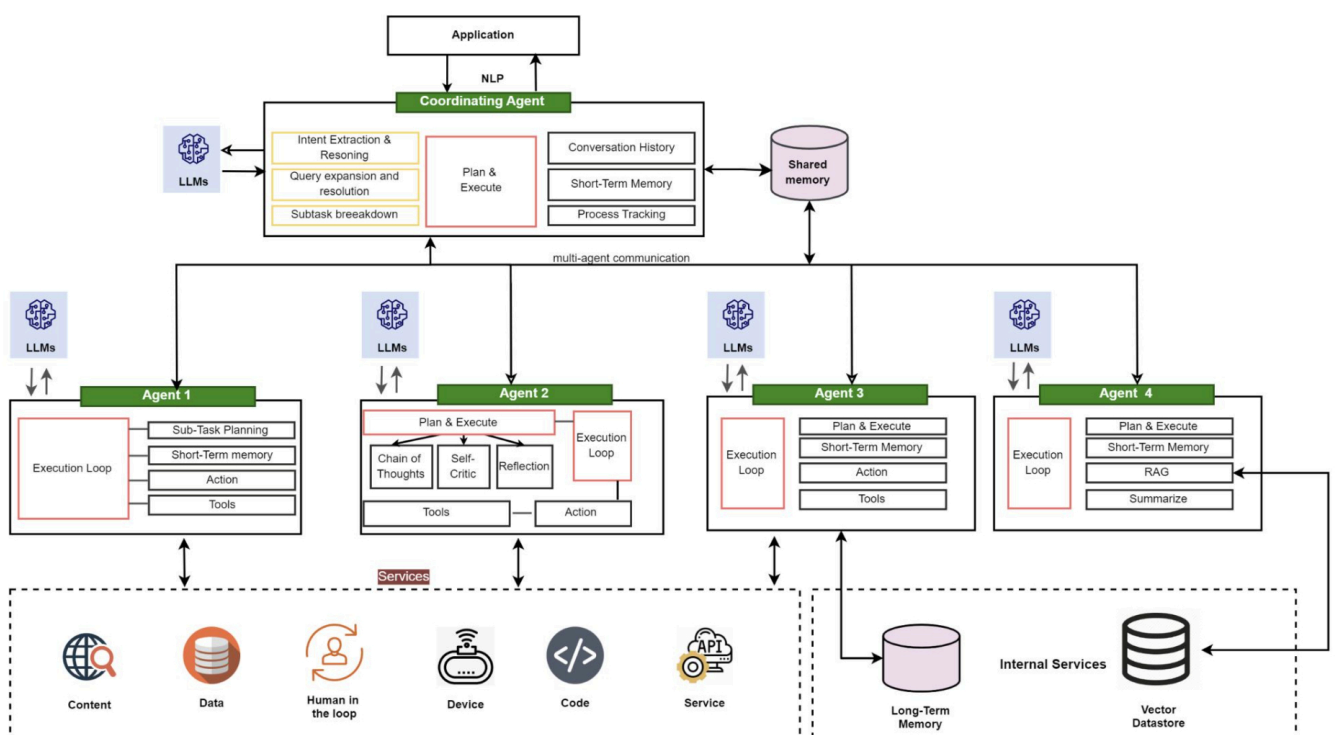 Application
NLP
Coordinating Agent
LLMs
Intent Extraction &
Resoning
Query expansion and
resolution
Subtask breeakdown
Plan &
Execute
Conversation History
Short-Term Memory
Process Tracking
Shared
memory
multi-agent communication
LLMs
Agent 1
Execution Loop
Sub-Task Planning
Short-Term memory
Action
Tools
LLMs
Agent 2
Plan & Execute
Execution
Loop
Chain of
Thoughts
Self-
Critic
Reflection
Tools
Action
LLMs
Agent 3
Execution
Loop
Plan & Execute
Short-Term Memory
Action
Tools
LLMs
Agent 4
Execution
Loop
Plan & Execute
Short-Term Memory
RAG
Summarize
Services
Content
Data
Human in
the loop
Device
</>
Code
API
Service
Long-Term
Memory
Internal Services
Vector
Datastore